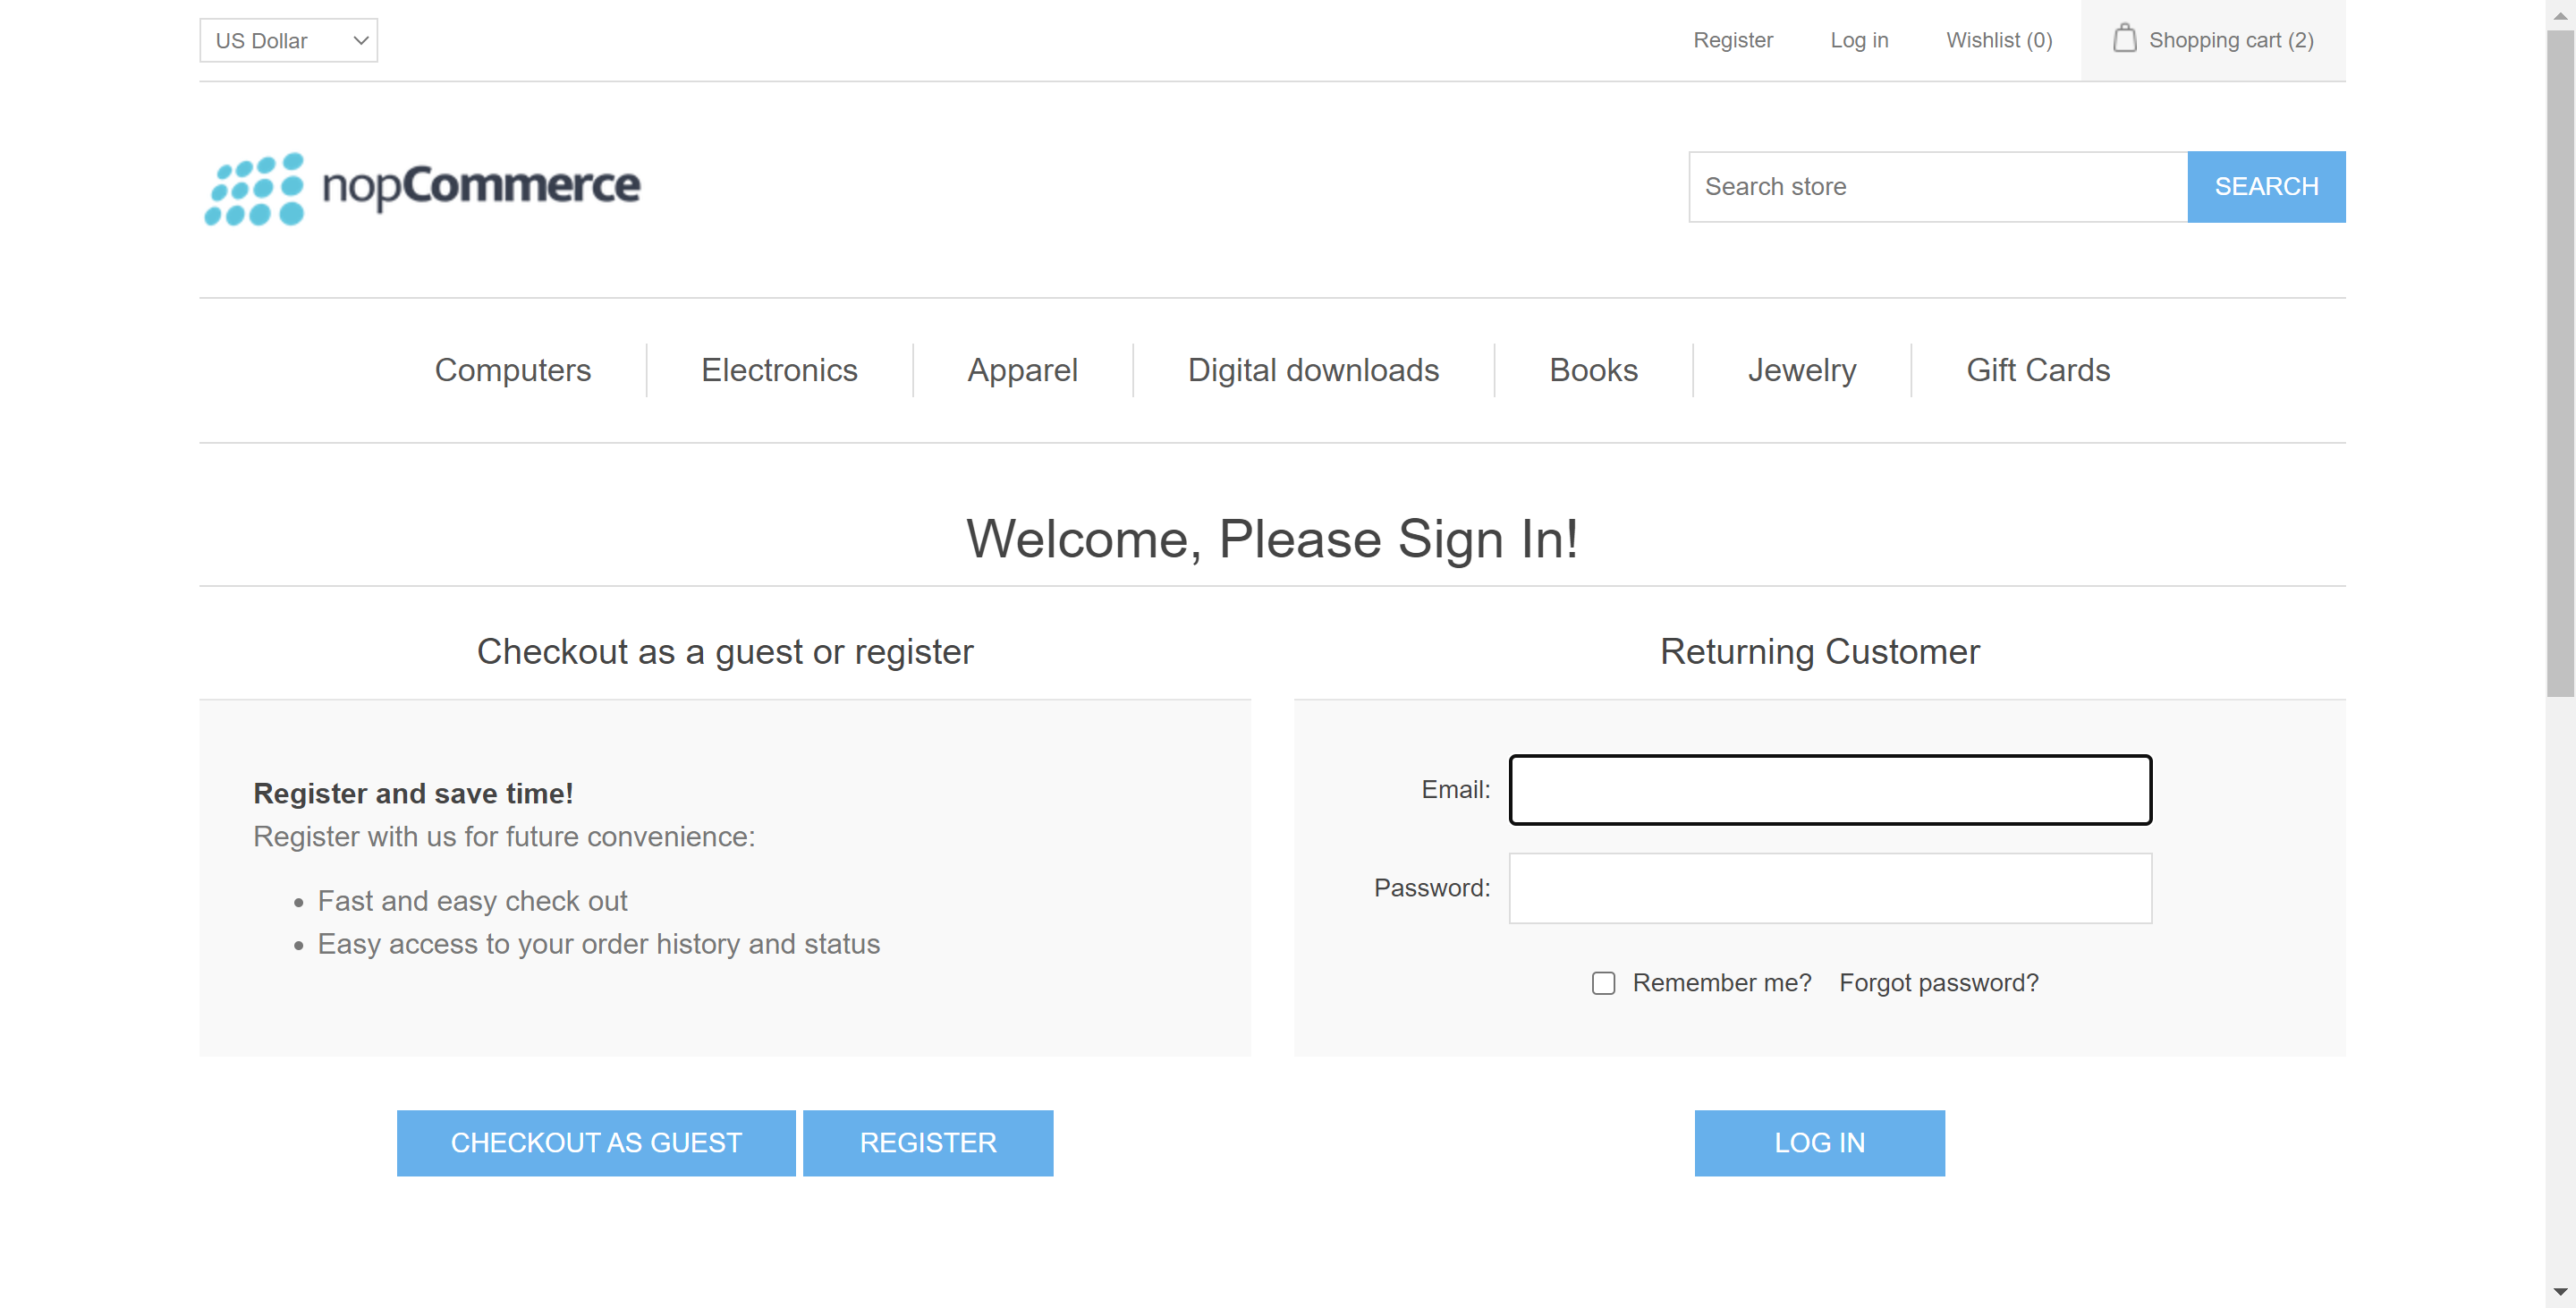 US Dollar
Register
Log in
Wishlist (0)
Shopping cart (2)
nopCommerce
Search store
SEARCH
Computers
Electronics
Apparel
Digital downloads
Books
Jewelry
Gift Cards
Welcome, Please Sign In!
Checkout as a guest or register
Register and save time!
Register with us for future convenience:
Fast and easy check out
Easy access to your order history and status
CHECKOUT AS GUEST
REGISTER
Returning Customer
Email:
Password:
Remember me?
Forgot password?
LOG IN